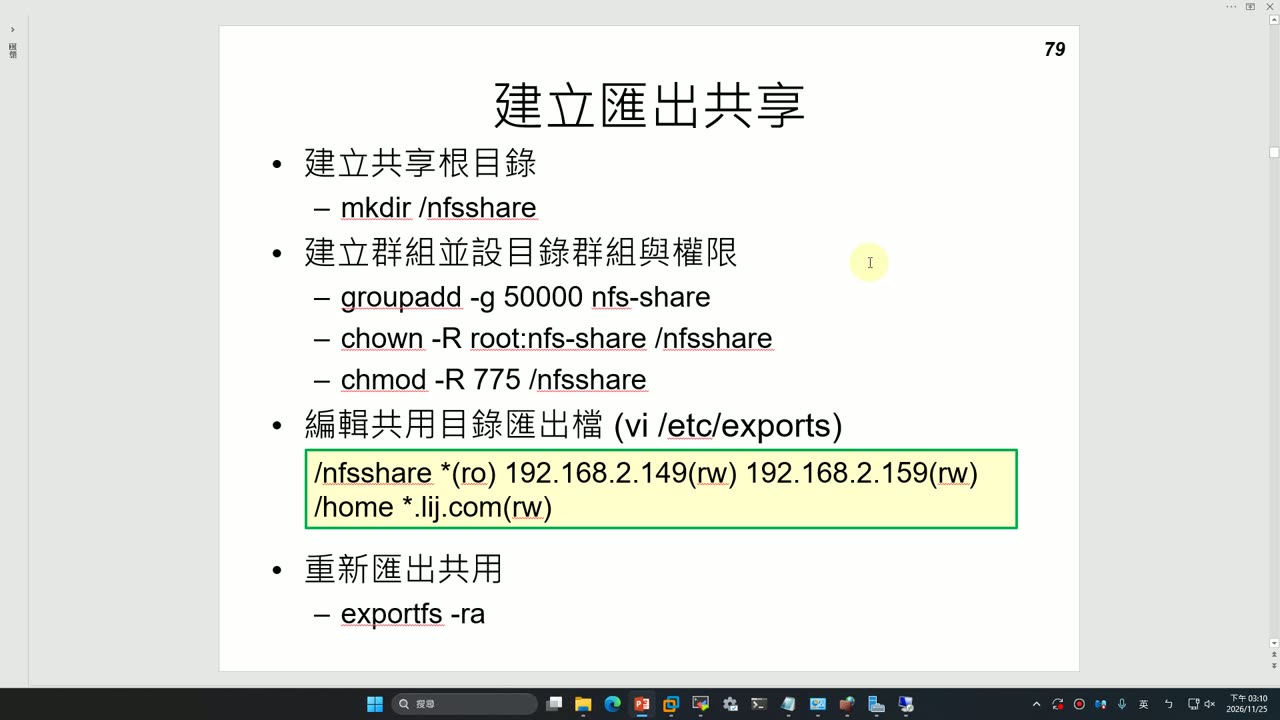 79
建立匯出共享
• 建立共享根目錄
– mkdir /nfsshare
• 建立群組並設目錄群組與權限
– groupadd -g 50000 nfs-share
– chown -R root:nfs-share /nfsshare
– chmod -R 775 /nfsshare
• 編輯共用目錄匯出檔 (vi /etc/exports)
/nfsshare *(ro) 192.168.2.149(rw) 192.168.2.159(rw)
/home *.lij.com(rw)
• 重新匯出共用
– exportfs -ra
搜尋
英
ㄅ
下午 03:10
2026/11/25